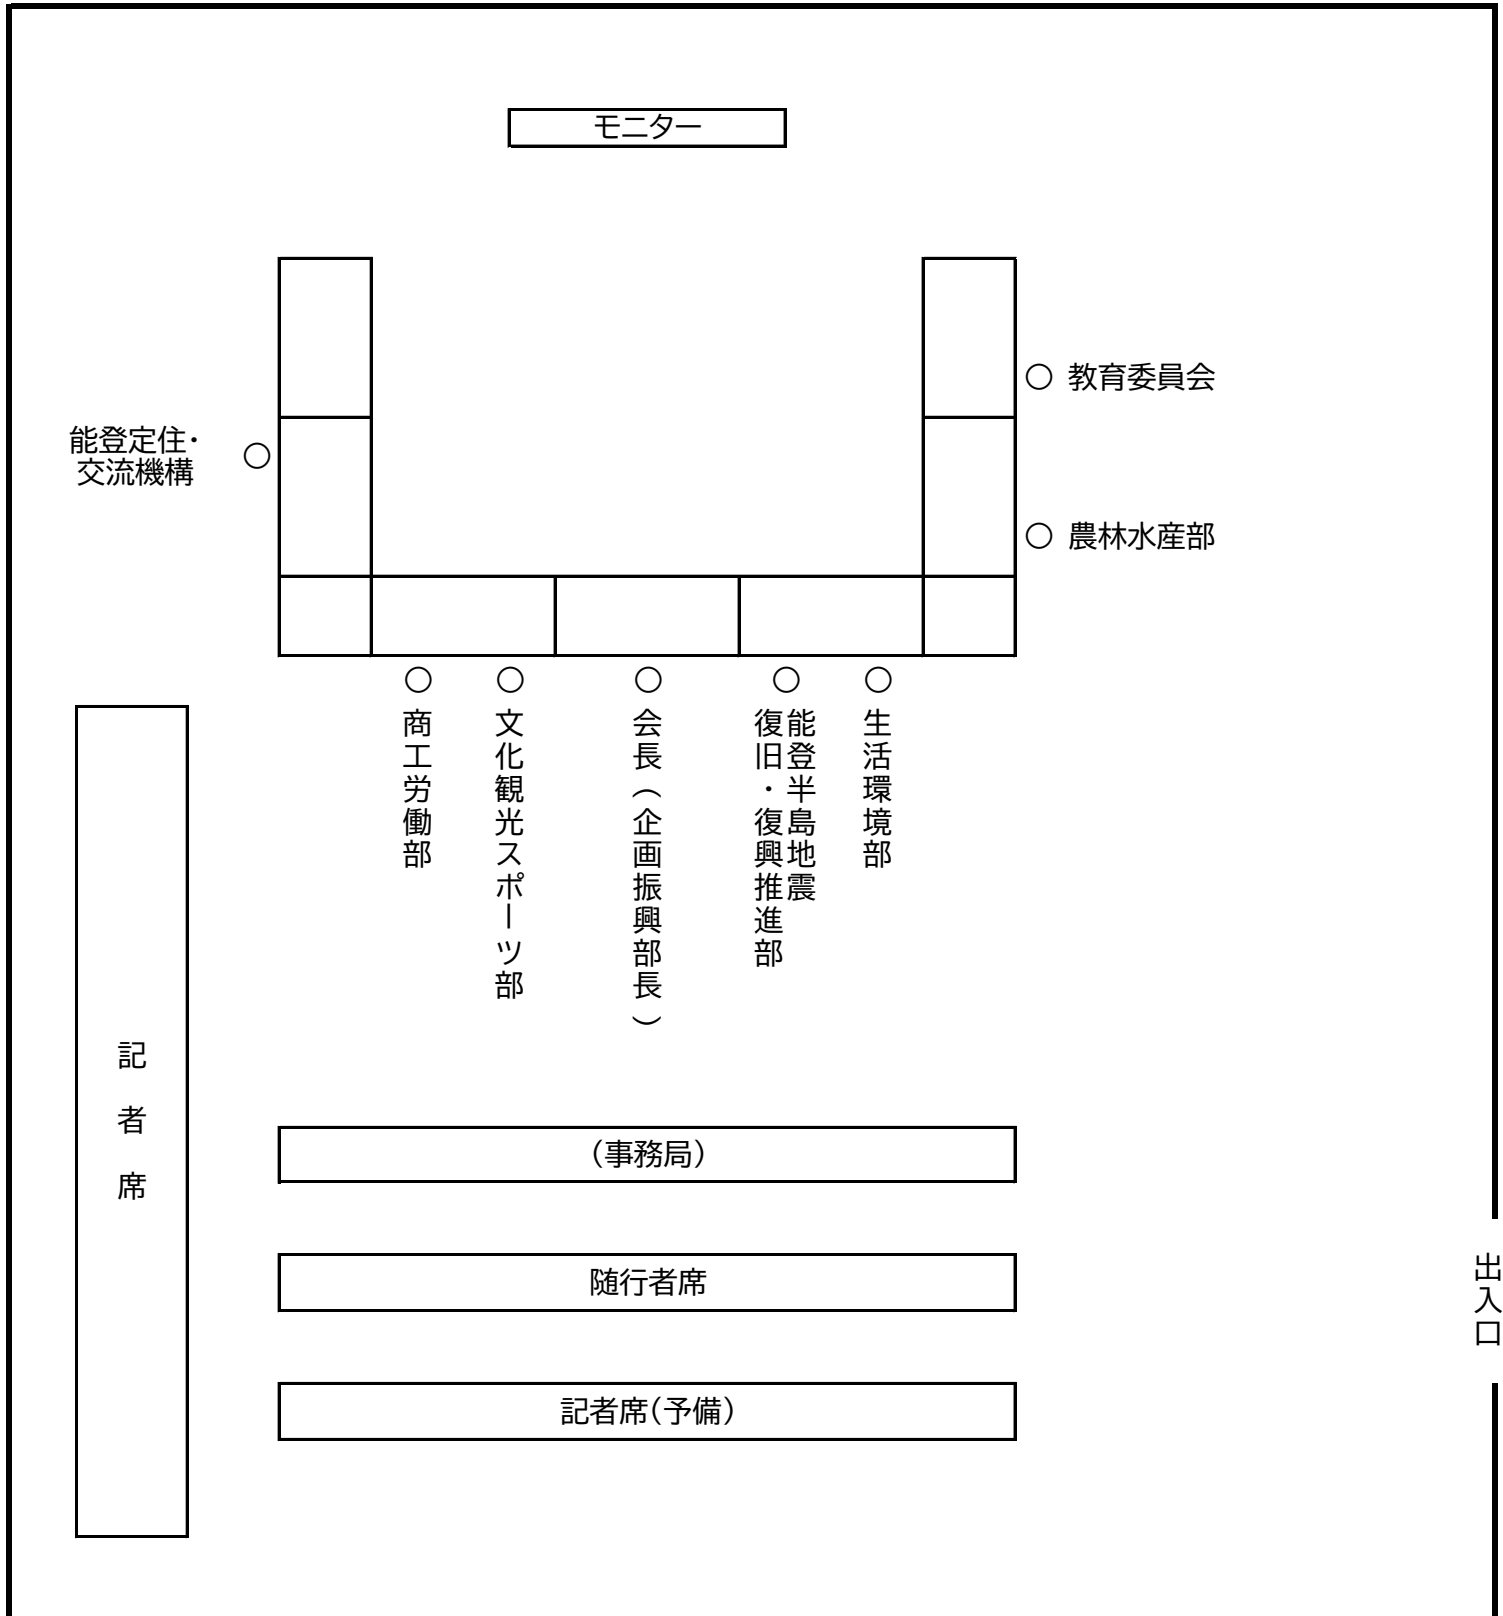 モニター
○ 教育委員会
能登定住・
交流機構
○
○ 農林水産部
○ ○ ○ ○ ○
商工労働部
文化観光スポーツ部
会長（企画振興部長）
能登半島地震
復旧・復興推進部
生活環境部
記者席
（事務局）
随行者席
出入口
記者席（予備）